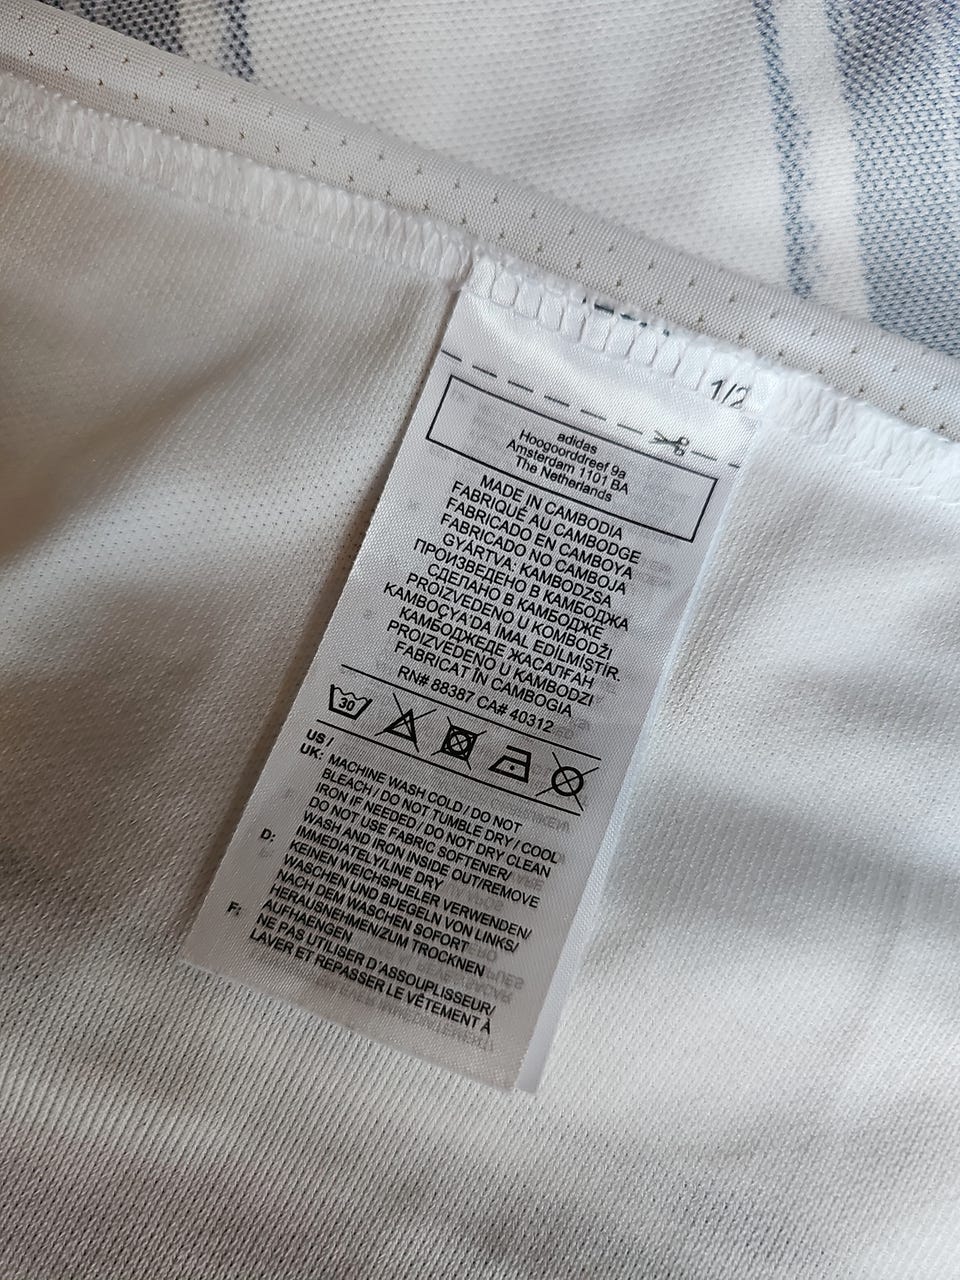 1/2
adidas
Hoogoorddreef 9a
Amsterdam 1101 BA
The Netherlands
MADE IN CAMBODIA
FABRIQUÉ AU CAMBODGE
FABRICADO EN CAMBOYA
FABRICADO NO CAMBOJA
GYÁRTVA: KAMBODZSA
ПРОИЗВЕДЕНО В КАМБОДЖА
СДЕЛАНО В КАМБОДЖЕ
PROIZVEDENO U KOMBODŽI
KAMBOÇYA'DA İMAL EDİLMİŞTİR.
КАМБОДЖЕДЕ ЖАСАЛҒАН
PROIZVEDENO U KAMBODZI
FABRICAT ÎN CAMBOGIA
RN# 88387 CA# 40312
30
US /
UK: MACHINE WASH COLD / DO NOT
BLEACH / DO NOT TUMBLE DRY / COOL
IRON IF NEEDED / DO NOT DRY CLEAN
DO NOT USE FABRIC SOFTENER/
WASH AND IRON INSIDE OUT/REMOVE
IMMEDIATELY/LINE DRY
D: KEINEN WEICHSPUELER VERWENDEN/
WASCHEN UND BUEGELN VON LINKS/
NACH DEM WASCHEN SOFORT
HERAUSNEHMEN/ZUM TROCKNEN
AUFHAENGEN
F: NE PAS UTILISER D'ASSOUPLISSEUR/
LAVER ET REPASSER LE VÊTEMENT À